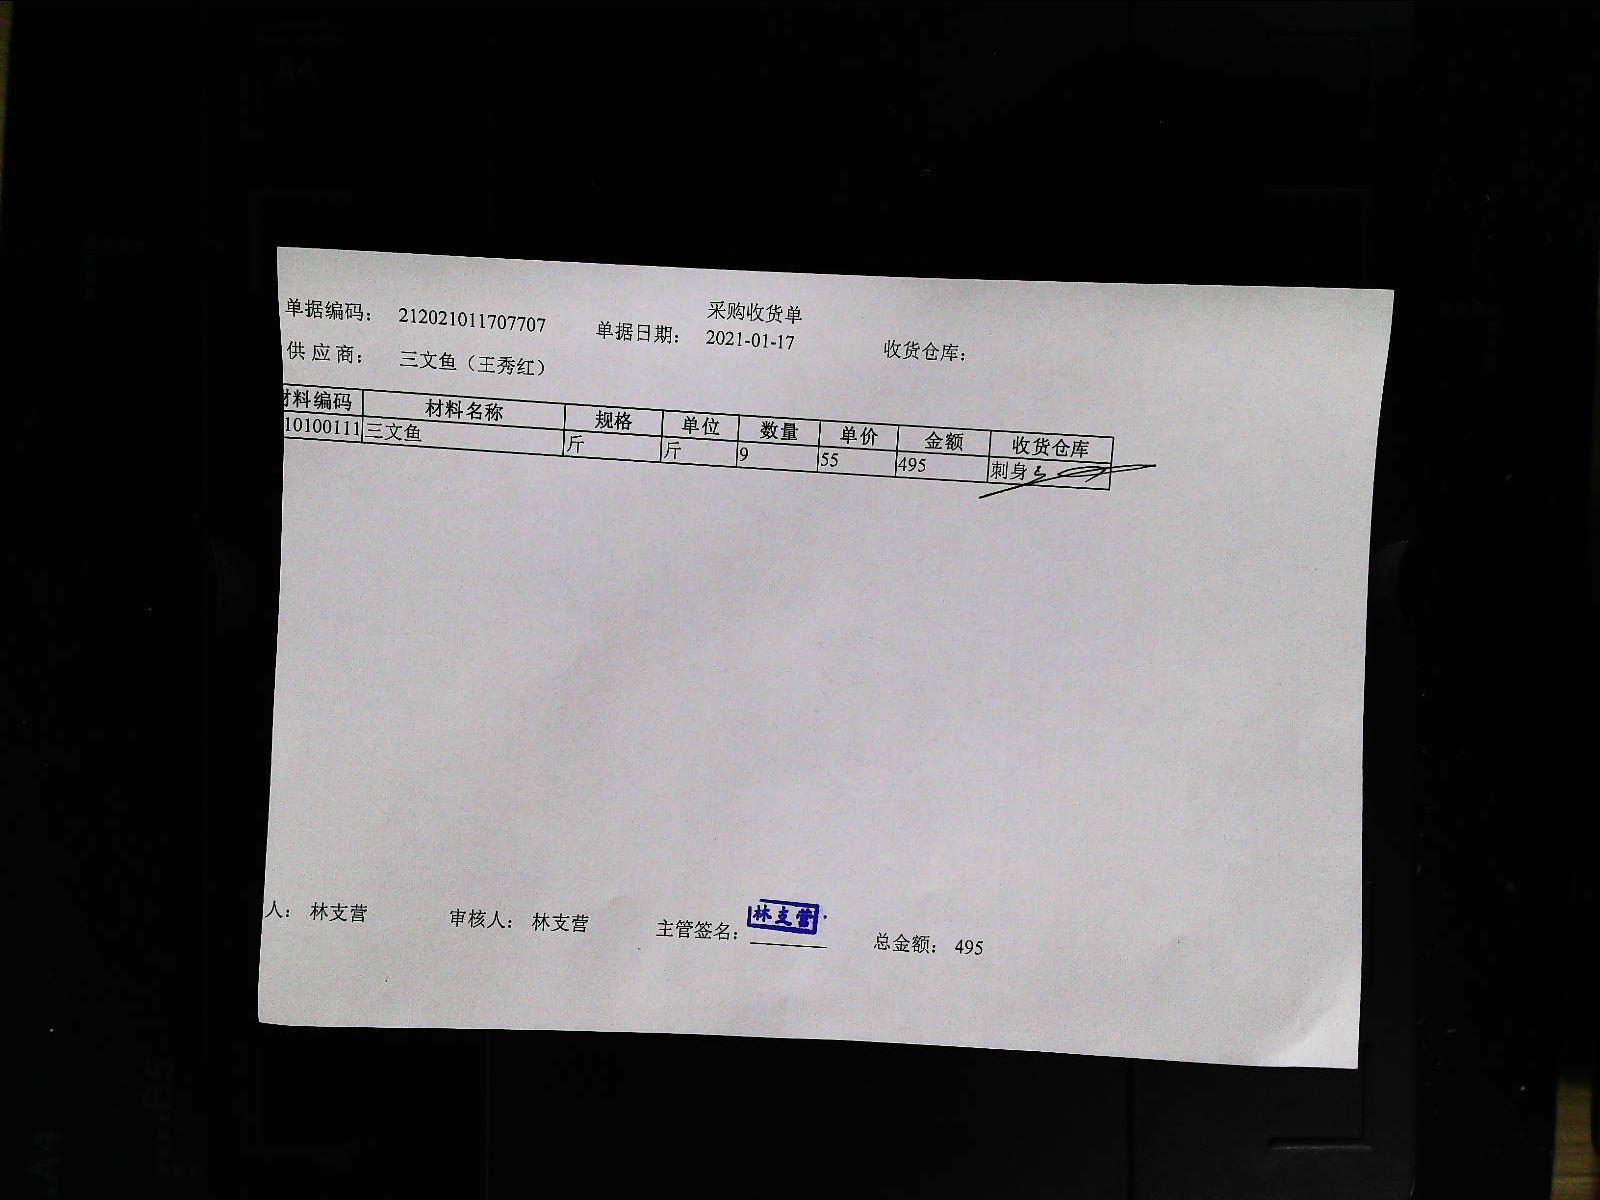 采购收货单
单据编码： 212021011707707 单据日期： 2021-01-17 收货仓库：
供应商： 三文鱼（王秀红）
材料编码 材料名称 规格 单位 数量 单价 金额 收货仓库
10100111 三文鱼 斤 斤 9 55 495 刺身
人： 林支营 审核人： 林支营 主管签名： 林支营 总金额： 495